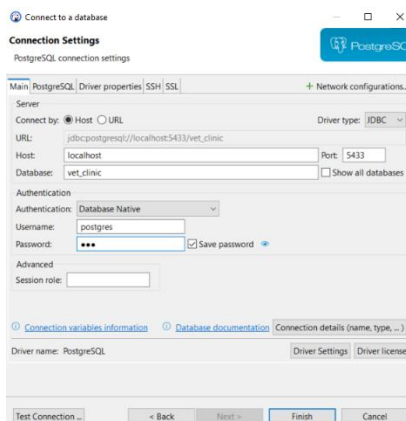 Connect to a database
Connection Settings
PostgreSQL connection settings
PostgreSQL
Main PostgreSQL Driver properties SSH SSL + Network configurations...
Server
Connect by: Host URL Driver type: JDBC
URL: jdbc:postgresql://localhost:5433/vet_clinic
Host: localhost Port: 5433
Database: vet_clinic Show all databases
Authentication
Authentication: Database Native
Username: postgres
Password: ••• Save password
Advanced
Session role:
Connection variables information Database documentation Connection details (name, type, ... )
Driver name: PostgreSQL Driver Settings Driver license
Test Connection ... < Back Next > Finish Cancel